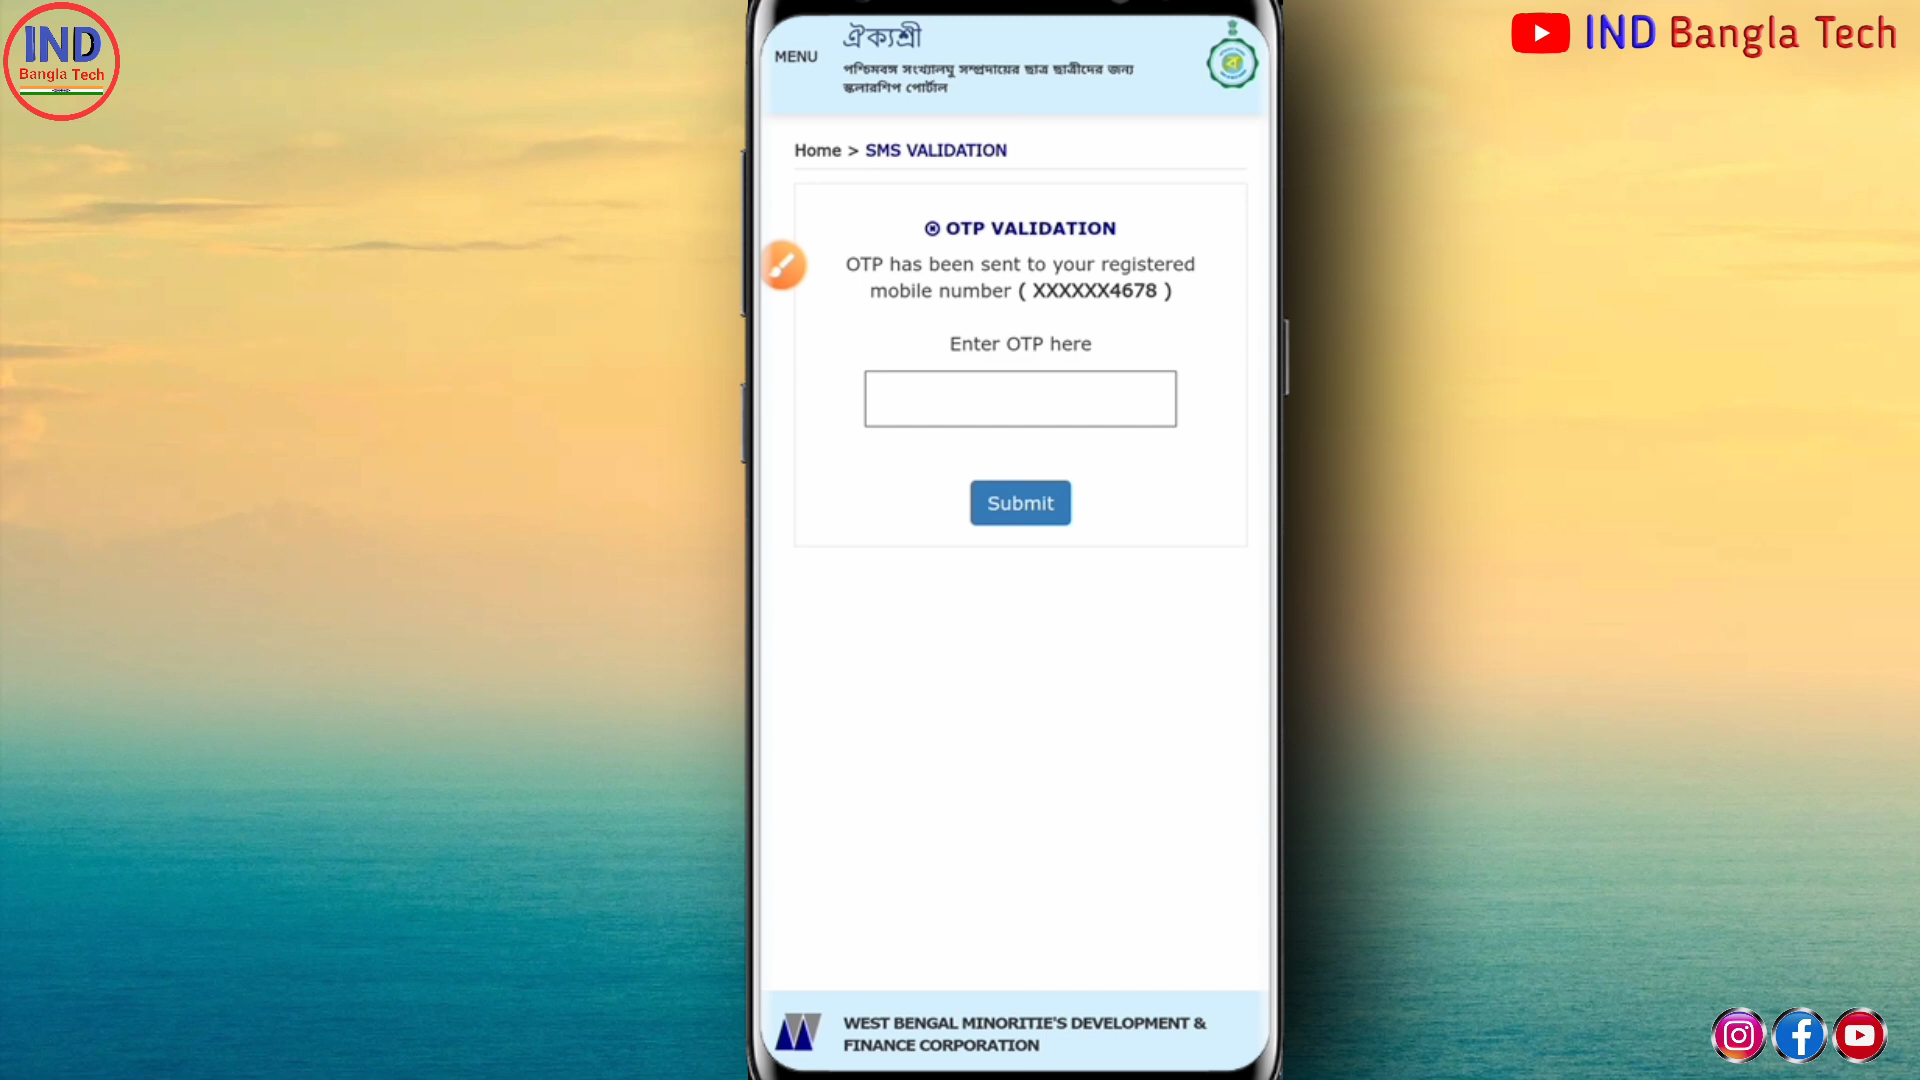 IND
Bangla Tech
IND Bangla Tech
MENU
ঐক্যশ্রী
পশ্চিমবঙ্গ সংখ্যালঘু সম্প্রদায়ের ছাত্র ছাত্রীদের জন্য
স্কলারশিপ পোর্টাল
Home > SMS VALIDATION
OTP VALIDATION
OTP has been sent to your registered
mobile number ( XXXXXX4678 )
Enter OTP here
Submit
WEST BENGAL MINORITIE'S DEVELOPMENT &
FINANCE CORPORATION